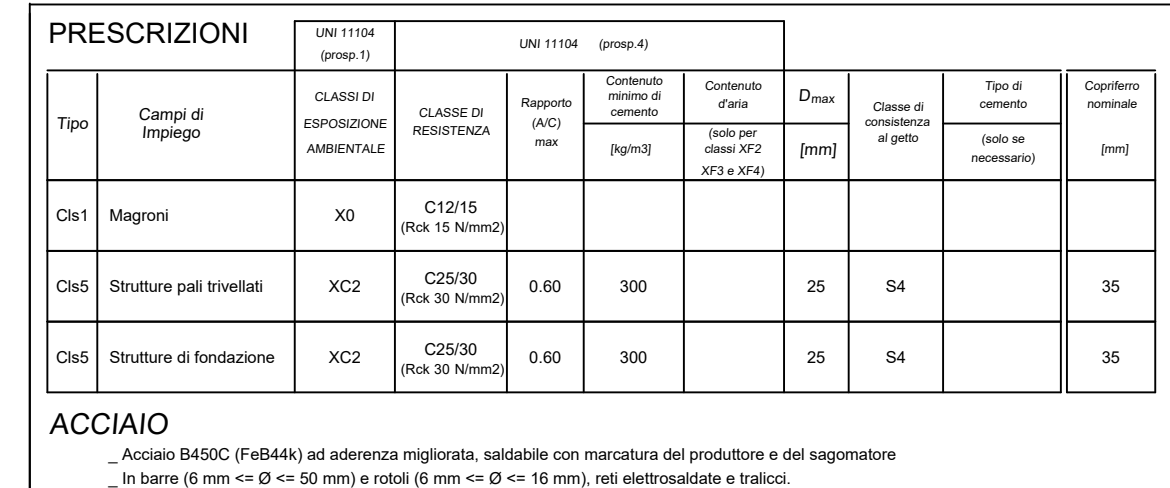 PRESCRIZIONI
UNI 11104
(prosp.1)
UNI 11104 (prosp.4)
Tipo
Campi di
Impiego
CLASSI DI
ESPOSIZIONE
AMBIENTALE
CLASSE DI
RESISTENZA
Rapporto
(A/C)
max
Contenuto
minimo di
cemento
[kg/m3]
Contenuto
d'aria
(solo per
classi XF2
XF3 e XF4)
Dmax
[mm]
Classe di
consistenza
al getto
Tipo di
cemento
(solo se
necessario)
Copriferro
nominale
[mm]
Cls1 Magroni X0 C12/15
(Rck 15 N/mm2)
Cls5 Strutture pali trivellati XC2 C25/30 0.60 300 25 S4 35
(Rck 30 N/mm2)
Cls5 Strutture di fondazione XC2 C25/30 0.60 300 25 S4 35
(Rck 30 N/mm2)
ACCIAIO
_ Acciaio B450C (FeB44k) ad aderenza migliorata, saldabile con marcatura del produttore e del sagomatore
_ In barre (6 mm <= Ø <= 50 mm) e rotoli (6 mm <= Ø <= 16 mm), reti elettrosaldate e tralicci.